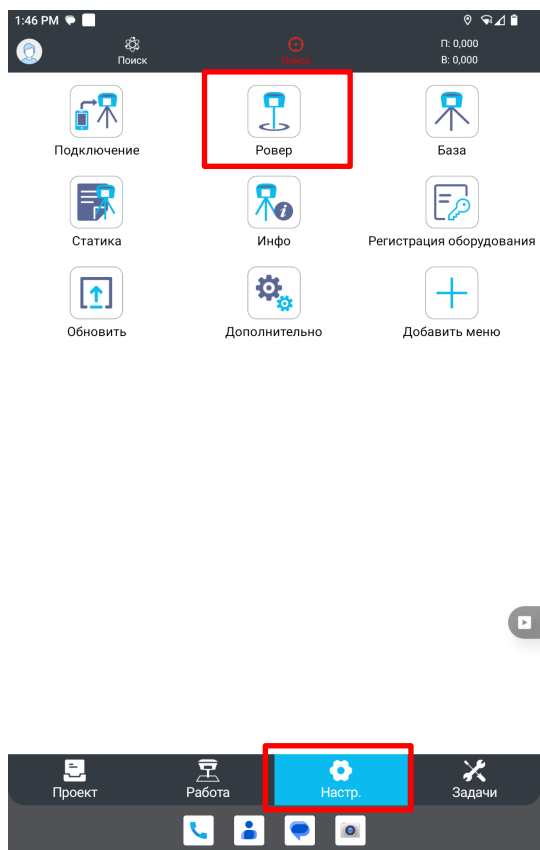 1:46 PM
Поиск
Поиск
П: 0,000
В: 0,000
Подключение
Ровер
База
Статика
Инфо
Регистрация оборудования
Обновить
Дополнительно
Добавить меню
Проект
Работа
Настр.
Задачи